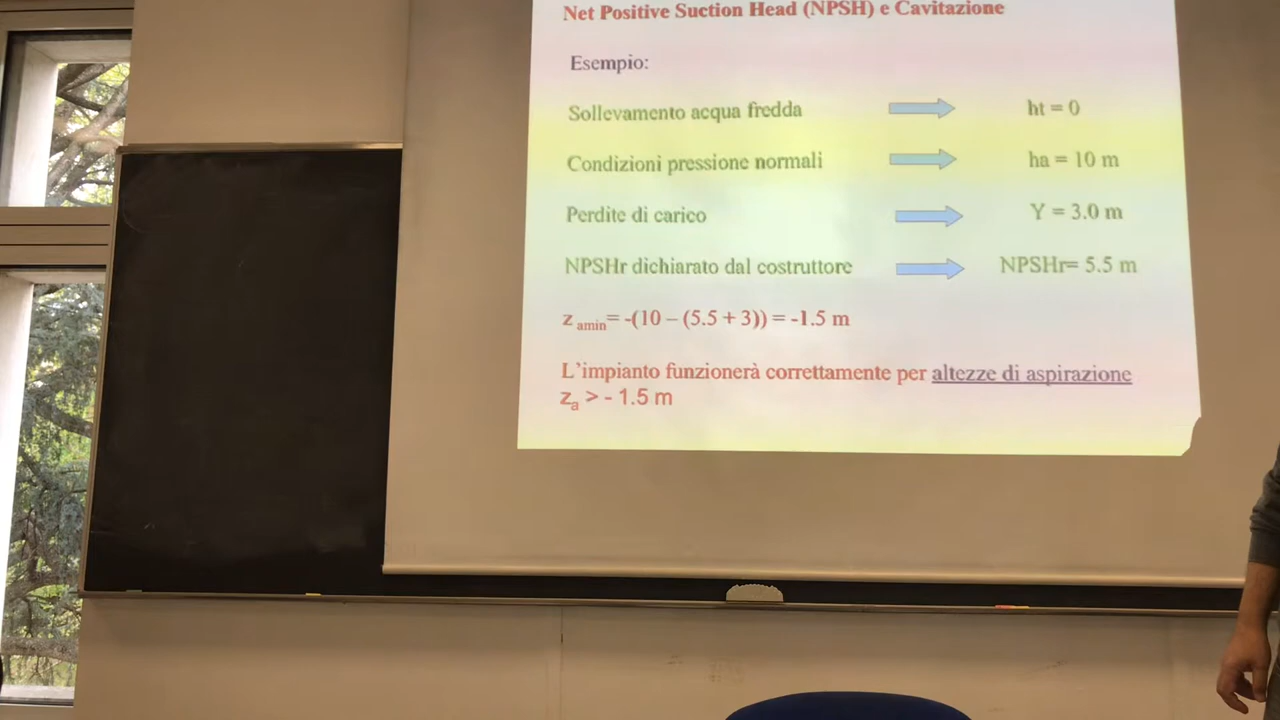 Net Positive Suction Head (NPSH) e Cavitazione
Esempio:
Sollevamento acqua fredda ht = 0
Condizioni pressione normali ha = 10 m
Perdite di carico Y = 3.0 m
NPSHr dichiarato dal costruttore NPSHr= 5.5 m
z amin= -(10 – (5.5 + 3)) = -1.5 m
L'impianto funzionerà correttamente per altezze di aspirazione
za > - 1.5 m